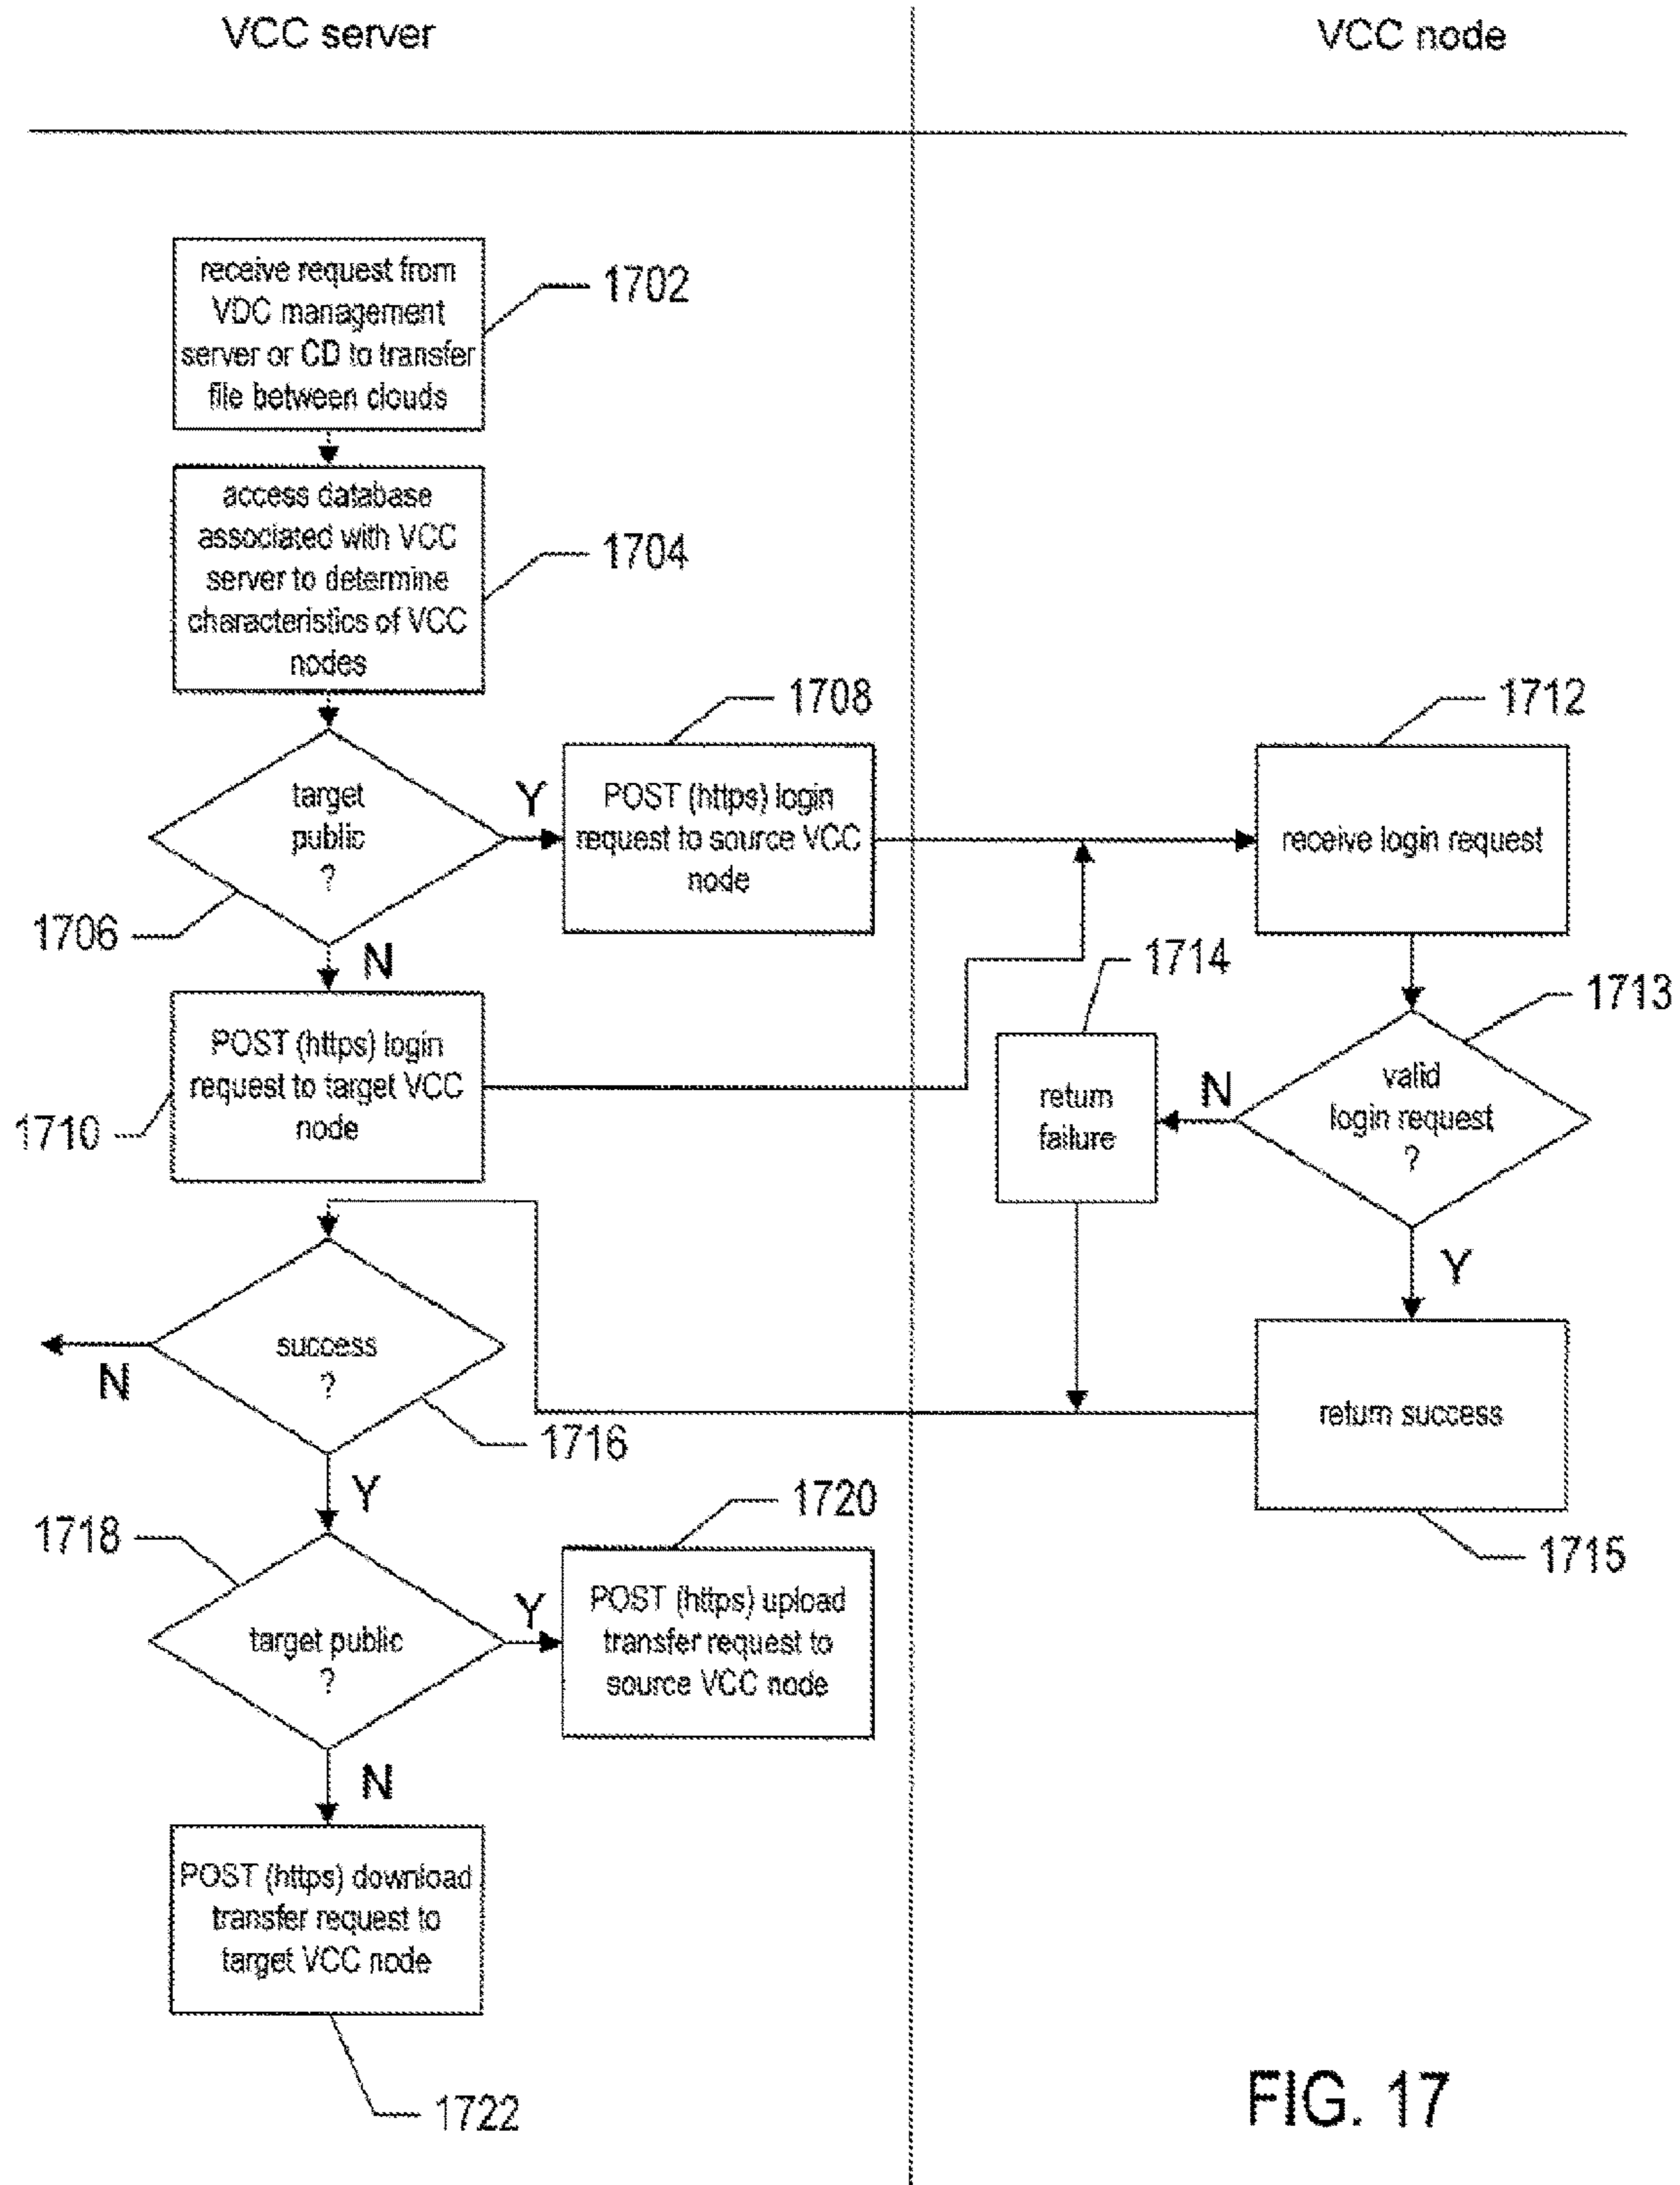 VCC server
VCC node
receive request from
VDC management
server or CD to transfer
file between clouds
1702
access database
associated with VCC
server to determine
characteristics of VCC
nodes
1704
target
public
?
1706
Y
N
1708
POST (https) login
request to source VCC
node
1712
receive login request
POST (https) login
request to target VCC
node
1710
1714
return
failure
N
1713
valid
login request
?
Y
return success
1715
success
?
N
1716
Y
1718
target public
?
Y
1720
POST (https) upload
transfer request to
source VCC node
N
POST (https) download
transfer request to
target VCC node
1722
FIG. 17